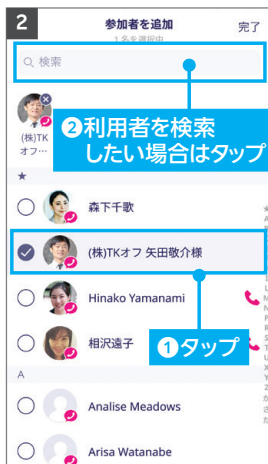 2
参加者を追加
完了
1名を選択中
検索
(株)TK
オフ…
❷利用者を検索
したい場合はタップ
★
森下千歌
(株)TKオフ 矢田敬介様
Hinako Yamanami
相沢遠子
❶タップ
A
Analise Meadows
Arisa Watanabe